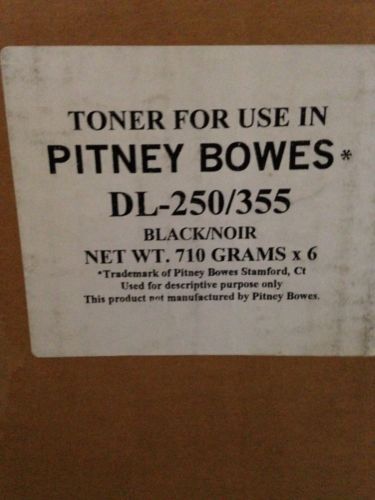 TONER FOR USE IN
PITNEY BOWES*
DL-250/355
BLACK/NOIR
NET WT. 710 GRAMS x 6
*Trademark of Pitney Bowes Stamford, Ct
Used for descriptive purpose only
This product not manufactured by Pitney Bowes.